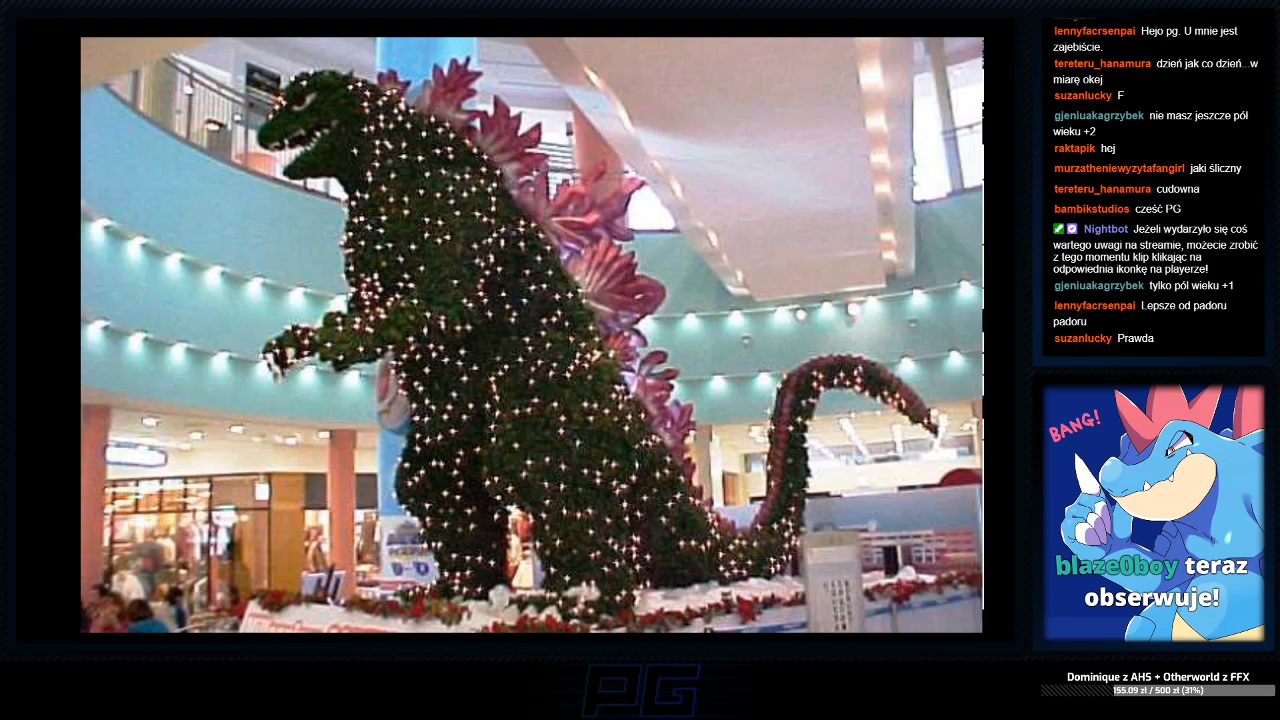 lennyfacrsenpai Hejo pg. U mnie jest
zajebiście.
tereteru_hanamura dzień jak co dzień...w
miarę okej
suzanlucky F
gjeniuakagrzybek nie masz jeszcze pól
wieku +2
raktapik hej
murzatheniewyzytafangirl jaki śliczny
tereteru_hanamura cudowna
bambikstudios cześć PG
Nightbot Jeżeli wydarzyło się coś
wartego uwagi na streamie, możecie zrobić
z tego momentu klip klikając na
odpowiednia ikonkę na playerze!
gjeniuakagrzybek tylko pól wieku +1
lennyfacrsenpai Lepsze od padoru
padoru
suzanlucky Prawda
BANG!
blaze0boy teraz
obserwuje!
Dominique z AHS + Otherworld z FFX
155.09 zł / 500 zł (31%)
PG